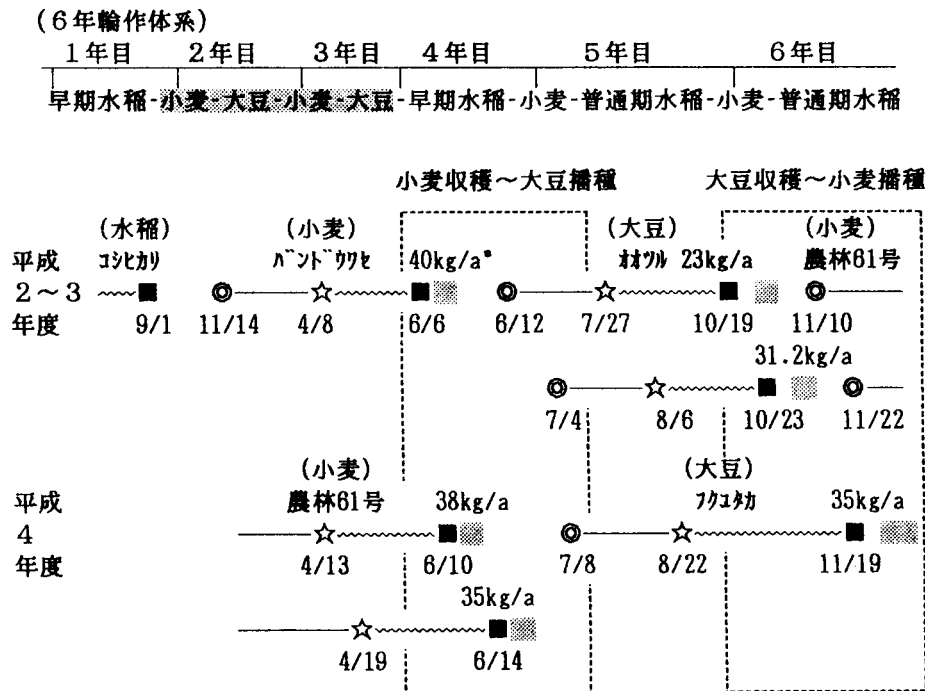 (6年輪作体系)
1年目 2年目 3年目 4年目 5年目 6年目
早期水稲-小麦-大豆-小麦-大豆-早期水稲-小麦-普通期水稲-小麦-普通期水稲
小麦収穫～大豆播種 大豆収穫～小麦播種
(水稲) (小麦) (大豆) (小麦)
平成 コシヒカリ バンドウワセ 40kg/a* オオツル 23kg/a 農林61号
2～3
年度 9/1 11/14 4/8 6/6 6/12 7/27 10/19 11/10
31.2kg/a
7/4 8/6 10/23 11/22
(小麦) (大豆)
平成 農林61号 38kg/a フクユタカ 35kg/a
4
年度 4/13 6/10 7/8 8/22 11/19
35kg/a
4/19 6/14